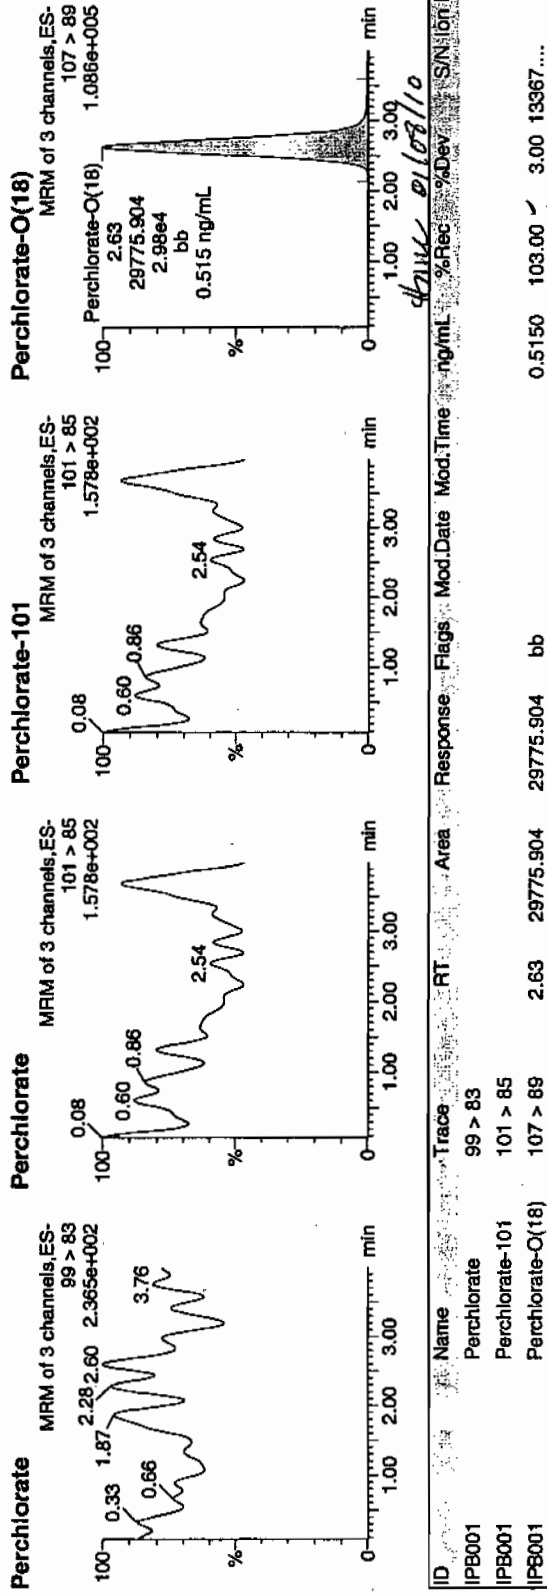 Perchlorate
MRM of 3 channels,ES-
99 > 83
2.365e+002
100
%
0
0.33
0.66
1.87
2.28
2.60
3.76
1.00 2.00 3.00 min
Perchlorate
MRM of 3 channels,ES-
101 > 85
1.578e+002
100
%
0
0.08
0.60
0.86
2.54
1.00 2.00 3.00 min
Perchlorate-101
MRM of 3 channels,ES-
101 > 85
1.578e+002
100
%
0
0.08
0.60
0.86
2.54
1.00 2.00 3.00 min
Perchlorate-O(18)
MRM of 3 channels,ES-
107 > 89
1.086e+005
100
%
0
Perchlorate-O(18)
2.63
29775.904
2.98e4
bb
0.515 ng/mL
1.00 2.00 3.00 min
01/08/10
ID Name Trace RT Area Response Flags Mod.Date Mod.Time ng/mL %Rec %Dev S/N Ion
IPB001 Perchlorate 99 > 83
IPB001 Perchlorate-101 101 > 85
IPB001 Perchlorate-O(18) 107 > 89 2.63 29775.904 29775.904 bb 0.5150 103.00 3.00 13367....